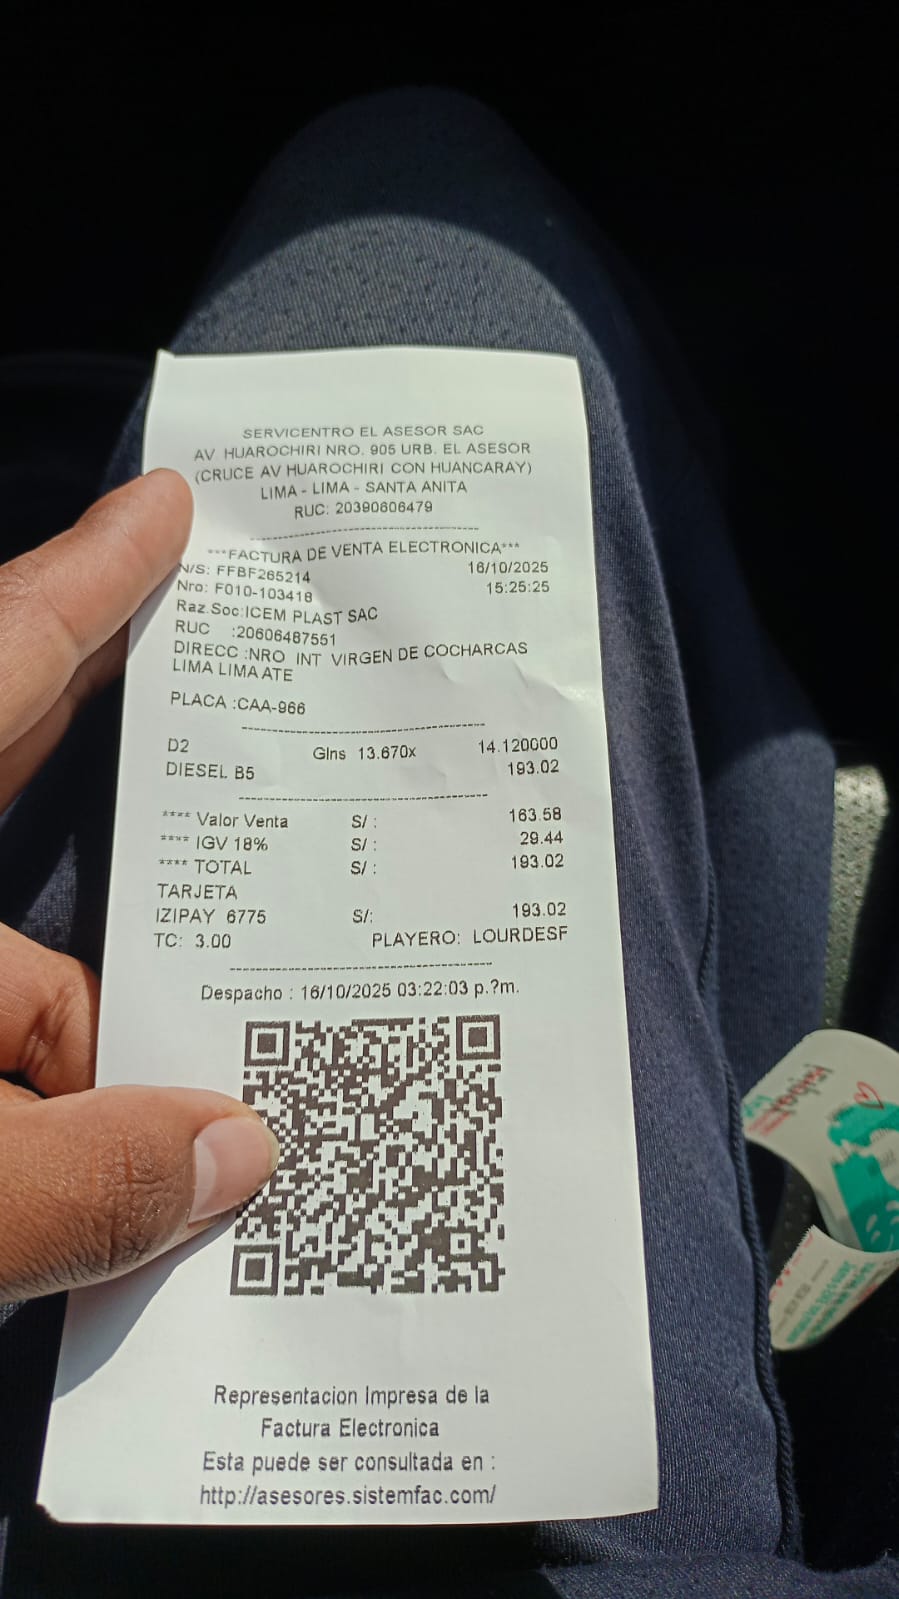 SERVICENTRO EL ASESOR SAC
AV HUAROCHIRI NRO. 905 URB. EL ASESOR
(CRUCE AV HUAROCHIRI CON HUANCARAY)
LIMA - LIMA - SANTA ANITA
RUC: 20390606479
***FACTURA DE VENTA ELECTRONICA***
N/S: FFBF265214 16/10/2025
Nro: F010-103418 15:25:25
Raz.Soc:ICEM PLAST SAC
RUC :20606487551
DIRECC :NRO INT VIRGEN DE COCHARCAS
LIMA LIMA ATE
PLACA :CAA-966
D2 Glns 13.670x 14.120000
DIESEL B5 193.02
**** Valor Venta S/ : 163.58
**** IGV 18% S/ : 29.44
**** TOTAL S/ : 193.02
TARJETA
IZIPAY 6775 S/: 193.02
TC: 3.00 PLAYERO: LOURDESF
Despacho : 16/10/2025 03:22:03 p.?m.
Representacion Impresa de la
Factura Electronica
Esta puede ser consultada en :
http://asesores.sistemfac.com/